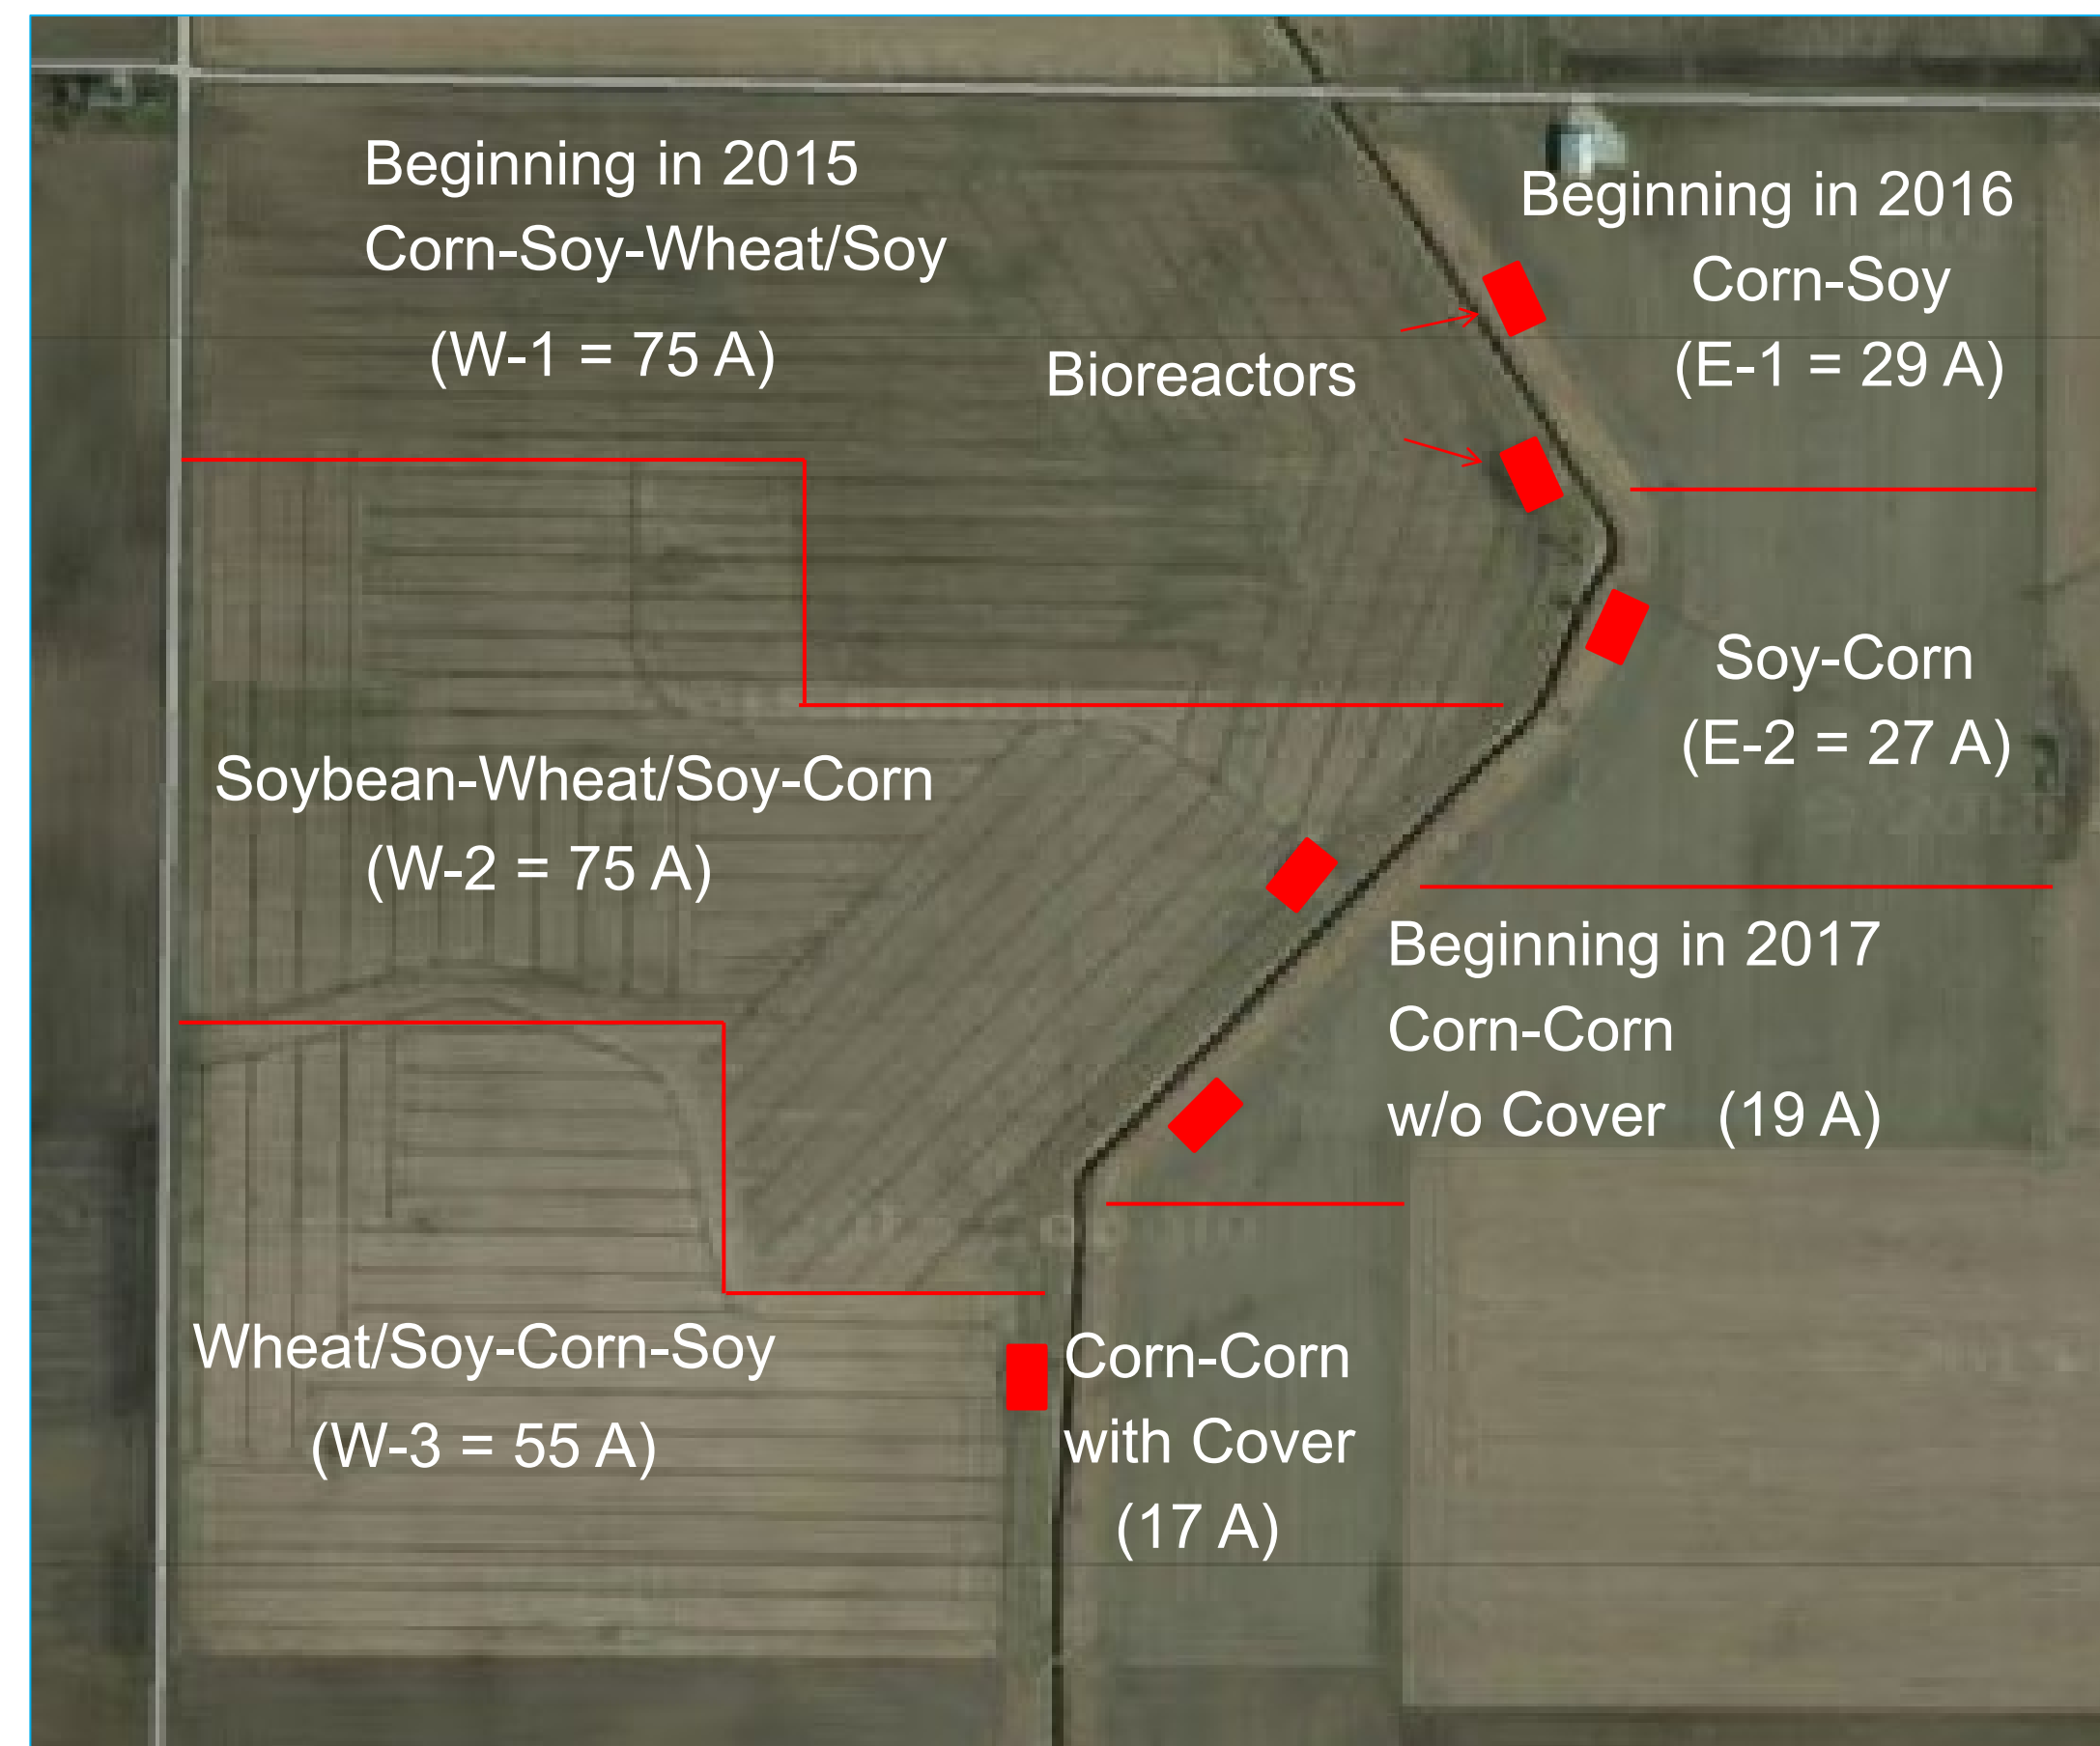 Beginning in 2015
Corn-Soy-Wheat/Soy
(W-1 = 75 A)
Beginning in 2016
Corn-Soy
(E-1 = 29 A)
Bioreactors
Soy-Corn
(E-2 = 27 A)
Soybean-Wheat/Soy-Corn
(W-2 = 75 A)
Beginning in 2017
Corn-Corn
w/o Cover (19 A)
Wheat/Soy-Corn-Soy
(W-3 = 55 A)
Corn-Corn
with Cover
(17 A)